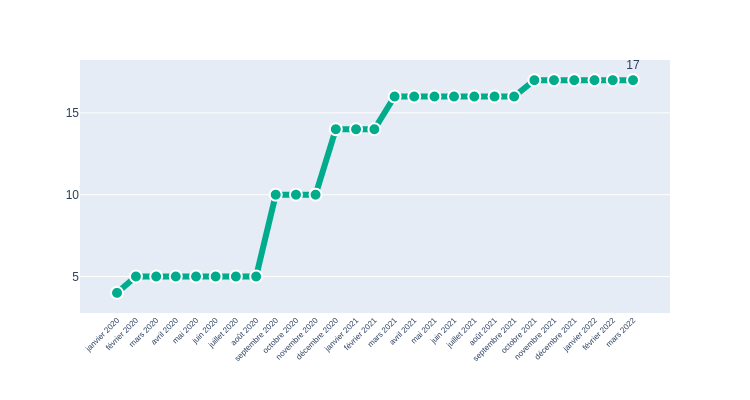 17
15
10
5
janvier 2020
février 2020
mars 2020
avril 2020
mai 2020
juin 2020
juillet 2020
août 2020
septembre 2020
octobre 2020
novembre 2020
décembre 2020
janvier 2021
février 2021
mars 2021
avril 2021
mai 2021
juin 2021
juillet 2021
août 2021
septembre 2021
octobre 2021
novembre 2021
décembre 2021
janvier 2022
février 2022
mars 2022